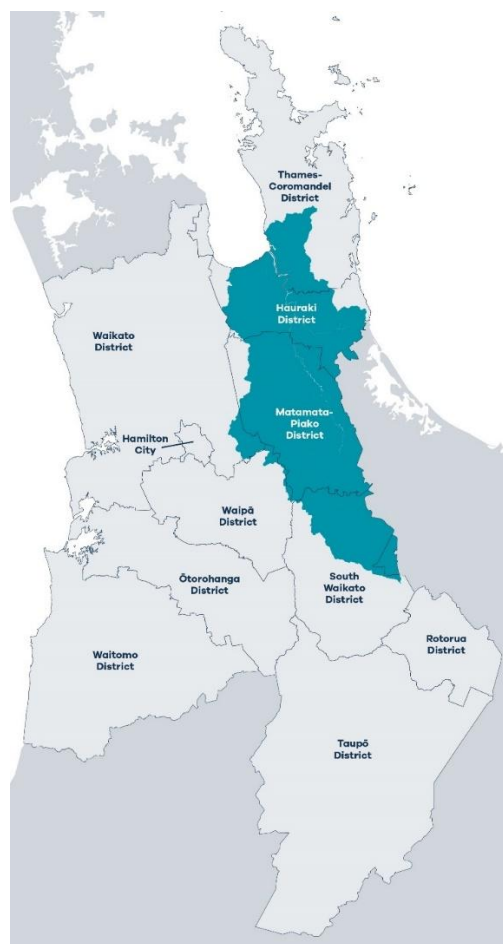 Thames-
Coromandel
District
Hauraki
District
Waikato
District
Matamata-
Piako
District
Hamilton
City
Waipā
District
Ōtorohanga
District
South
Waikato
District
Rotorua
District
Waitomo
District
Taupō
District